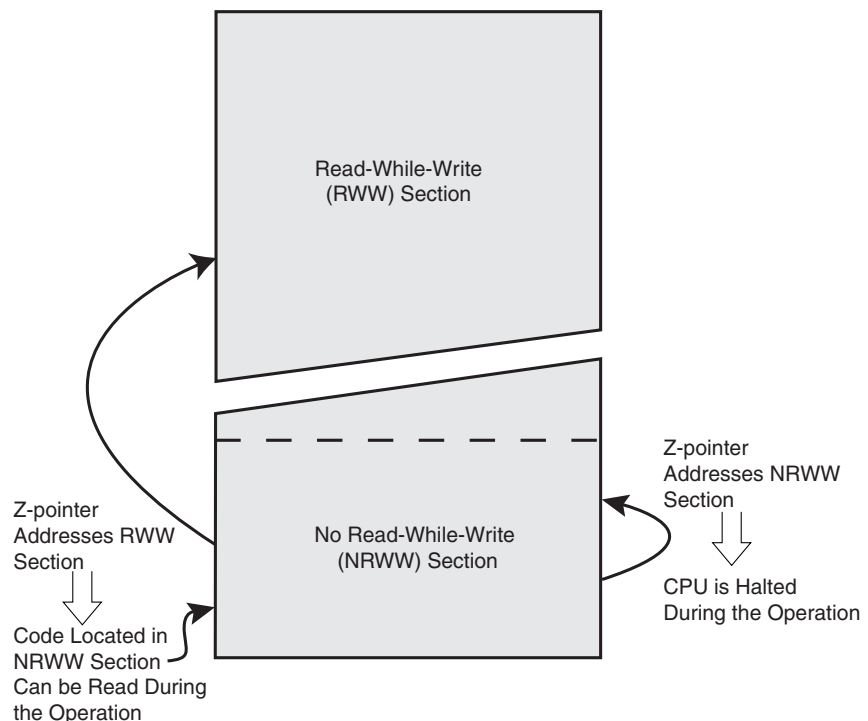 Read-While-Write
(RWW) Section
Z-pointer
Addresses NRWW
Section
Z-pointer
Addresses RWW
Section
No Read-While-Write
(NRWW) Section
CPU is Halted
During the Operation
Code Located in
NRWW Section
Can be Read During
the Operation